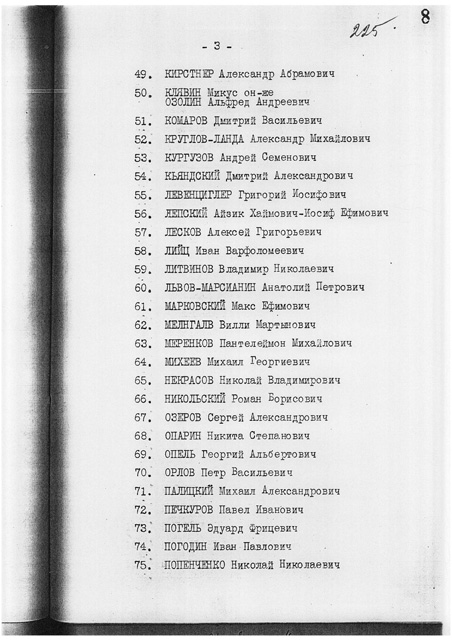 8
225.
- 3 -
49. КИРСТНЕР Александр Абрамович
50. КЛЯВИН Микус он-же
ОЗОЛИН Альфред Андреевич
51. КОМАРОВ Дмитрий Васильевич
52. КРУГЛОВ-ЛАНДА Александр Михайлович
53. КУРГУЗОВ Андрей Семенович
54. КЬЯНДСКИЙ Дмитрий Александрович
55. ЛЕВЕНЦИГЛЕР Григорий Иосифович
56. ЛЕПСКИЙ Айвик Хаймович-Иосиф Ефимович
57. ЛЕСКОВ Алексей Григорьевич
58. ЛИЙЦ Иван Варфоломеевич
59. ЛИТВИНОВ Владимир Николаевич
60. ЛЬВОВ-МАРСИАНИН Анатолий Петрович
61. МАРКОВСКИЙ Макс Ефимович
62. МЕЛНГАЛВ Вилли Мартынович
63. МЕРЕНКОВ Пантелеймон Михайлович
64. МИХЕЕВ Михаил Георгиевич
65. НЕКРАСОВ Николай Владимирович
66. НИКОЛЬСКИЙ Роман Борисович
67. ОЗЕРОВ Сергей Александрович
68. ОПАРИН Никита Степанович
69. ОПЕЛЬ Георгий Альбертович
70. ОРЛОВ Петр Васильевич
71. ПАЛИЦКИЙ Михаил Александрович
72. ПЕЧКУРОВ Павел Иванович
73. ПОГЕЛЬ Эдуард Фрицевич
74. ПОГОДИН Иван Павлович
75. ПОПЕНЧЕНКО Николай Николаевич